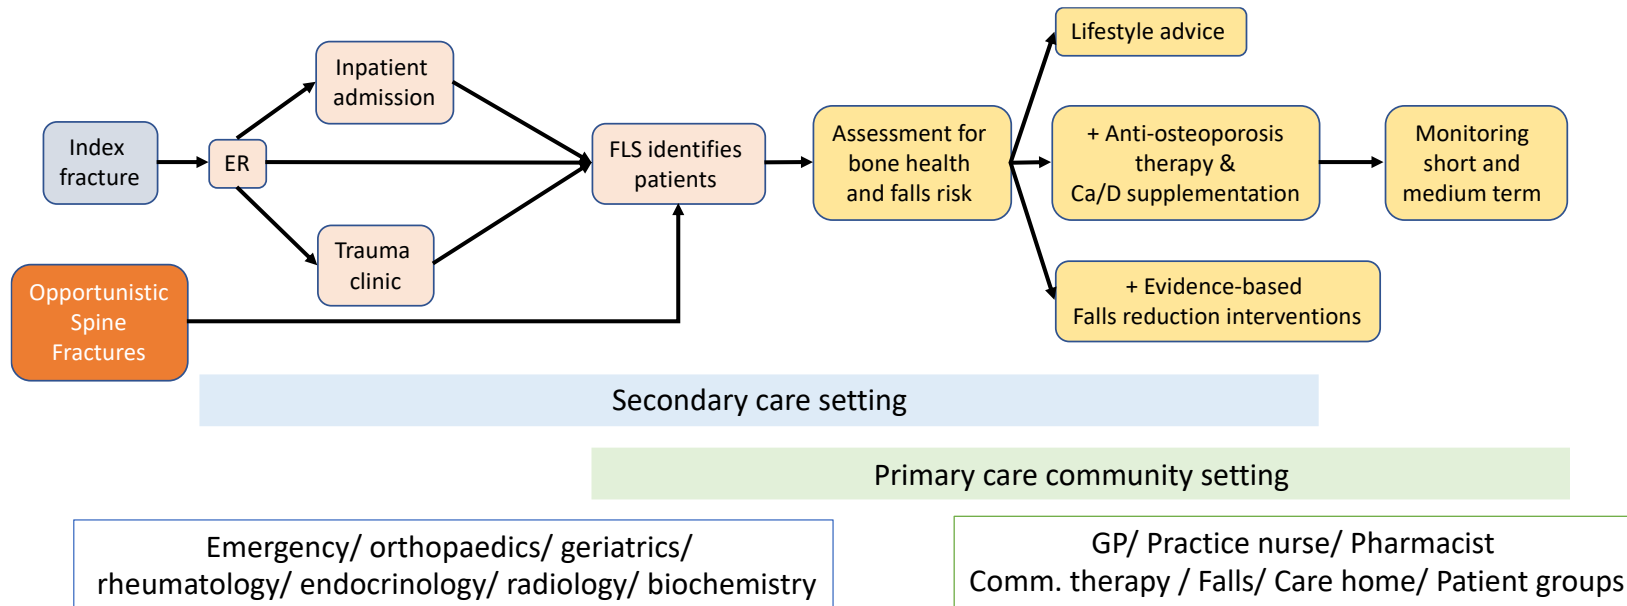 Index
fracture
ER
Inpatient
admission
Trauma
clinic
Opportunistic
Spine
Fractures
FLS identifies
patients
Assessment for
bone health
and falls risk
Lifestyle advice
+ Anti-osteoporosis
therapy &
Ca/D supplementation
+ Evidence-based
Falls reduction interventions
Monitoring
short and
medium term
Secondary care setting
Primary care community setting
Emergency/ orthopaedics/ geriatrics/
rheumatology/ endocrinology/ radiology/ biochemistry
GP/ Practice nurse/ Pharmacist
Comm. therapy / Falls/ Care home/ Patient groups